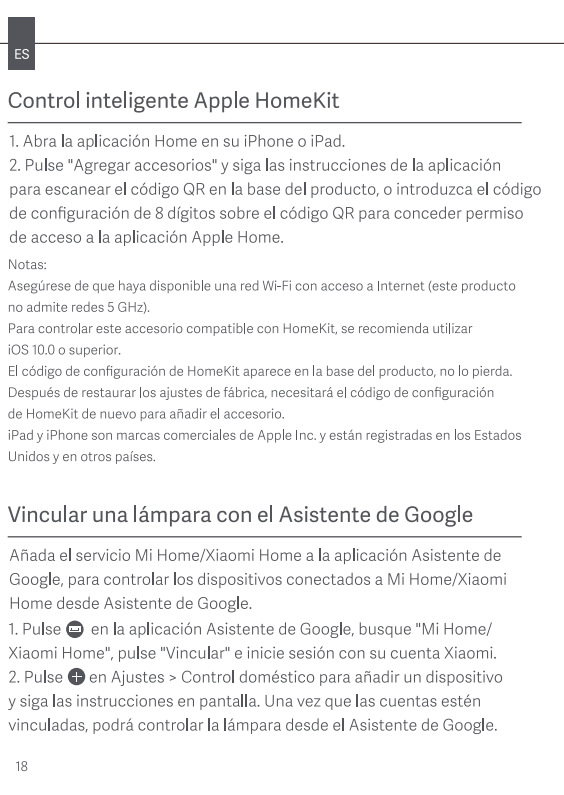 ES
Control inteligente Apple HomeKit
1. Abra la aplicación Home en su iPhone o iPad.
2. Pulse "Agregar accesorios" y siga las instrucciones de la aplicación
para escanear el código QR en la base del producto, o introduzca el código
de configuración de 8 dígitos sobre el código QR para conceder permiso
de acceso a la aplicación Apple Home.
Notas:
Asegúrese de que haya disponible una red Wi-Fi con acceso a Internet (este producto
no admite redes 5 GHz).
Para controlar este accesorio compatible con HomeKit, se recomienda utilizar
iOS 10.0 o superior.
El código de configuración de HomeKit aparece en la base del producto, no lo pierda.
Después de restaurar los ajustes de fábrica, necesitará el código de configuración
de HomeKit de nuevo para añadir el accesorio.
iPad y iPhone son marcas comerciales de Apple Inc. y están registradas en los Estados
Unidos y en otros países.
Vincular una lámpara con el Asistente de Google
Añada el servicio Mi Home/Xiaomi Home a la aplicación Asistente de
Google, para controlar los dispositivos conectados a Mi Home/Xiaomi
Home desde Asistente de Google.
1. Pulse en la aplicación Asistente de Google, busque "Mi Home/
Xiaomi Home", pulse "Vincular" e inicie sesión con su cuenta Xiaomi.
2. Pulse en Ajustes > Control doméstico para añadir un dispositivo
y siga las instrucciones en pantalla. Una vez que las cuentas estén
vinculadas, podrá controlar la lámpara desde el Asistente de Google.
18